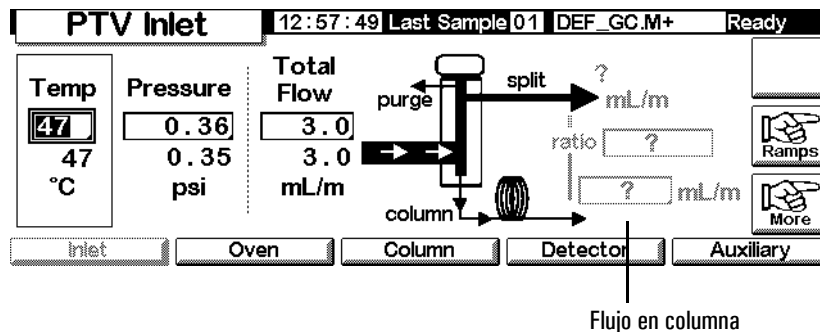 PTV Inlet
12:57:49 Last Sample 01 DEF_GC.M+ Ready
Temp
47
47
°C
Pressure
0.36
0.35
psi
Total
Flow
3.0
3.0
mL/m
purge
split
column
?
mL/m
ratio ?
? mL/m
Ramps
More
Inlet Oven Column Detector Auxiliary
Flujo en columna